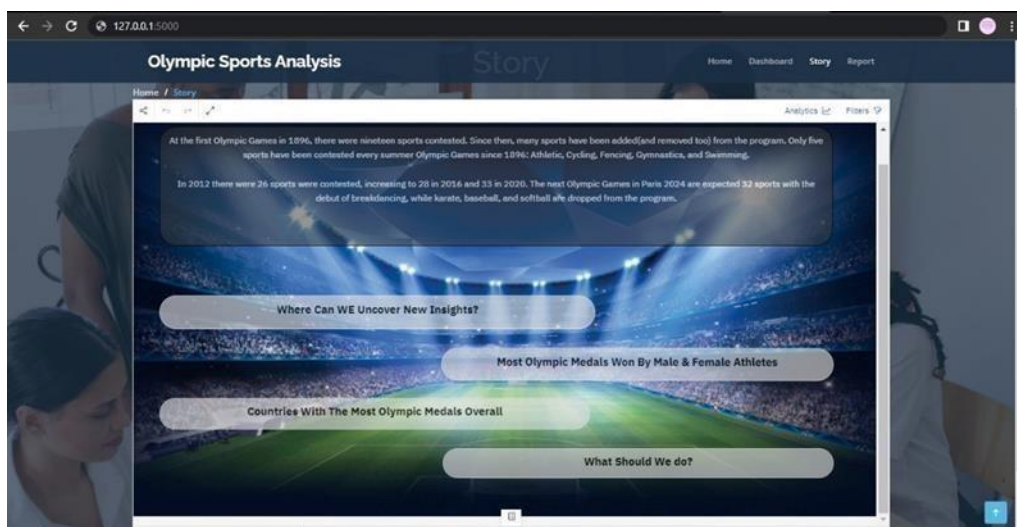 127.0.0.1:5000
Olympic Sports Analysis
Story
Home Dashboard Story Report
Home / Story
Analytics Filters
At the first Olympic Games in 1896, there were nineteen sports contested. Since then, many sports have been added(and removed too) from the program. Only five
sports have been contested every summer Olympic Games since 1896: Athletic, Cycling, Fencing, Gymnastics, and Swimming.
In 2012 there were 26 sports were contested, increasing to 28 in 2016 and 33 in 2020. The next Olympic Games in Paris 2024 are expected 32 sports with the
debut of breakdancing, while karate, baseball, and softball are dropped from the program.
Where Can WE Uncover New Insights?
Most Olympic Medals Won By Male & Female Athletes
Countries With The Most Olympic Medals Overall
What Should We do?